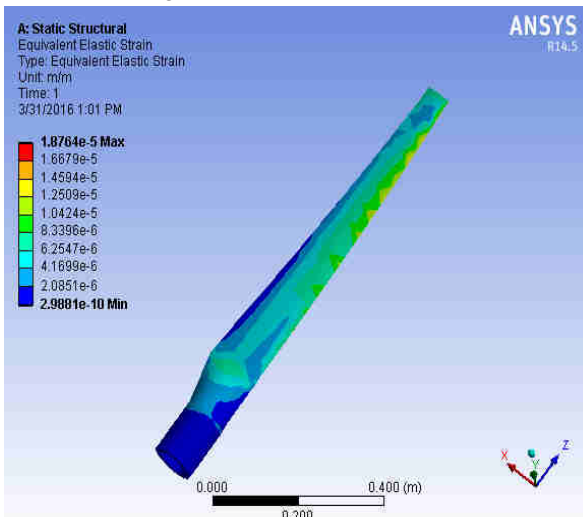 A: Static Structural
Equivalent Elastic Strain
Type: Equivalent Elastic Strain
Unit: m/m
Time: 1
3/31/2016 1:01 PM
ANSYS
R14.5
1.8764e-5 Max
1.6679e-5
1.4594e-5
1.2509e-5
1.0424e-5
8.3396e-6
6.2547e-6
4.1699e-6
2.0851e-6
2.9881e-10 Min
X
Y
Z
0.000
0.400 (m)
0.200